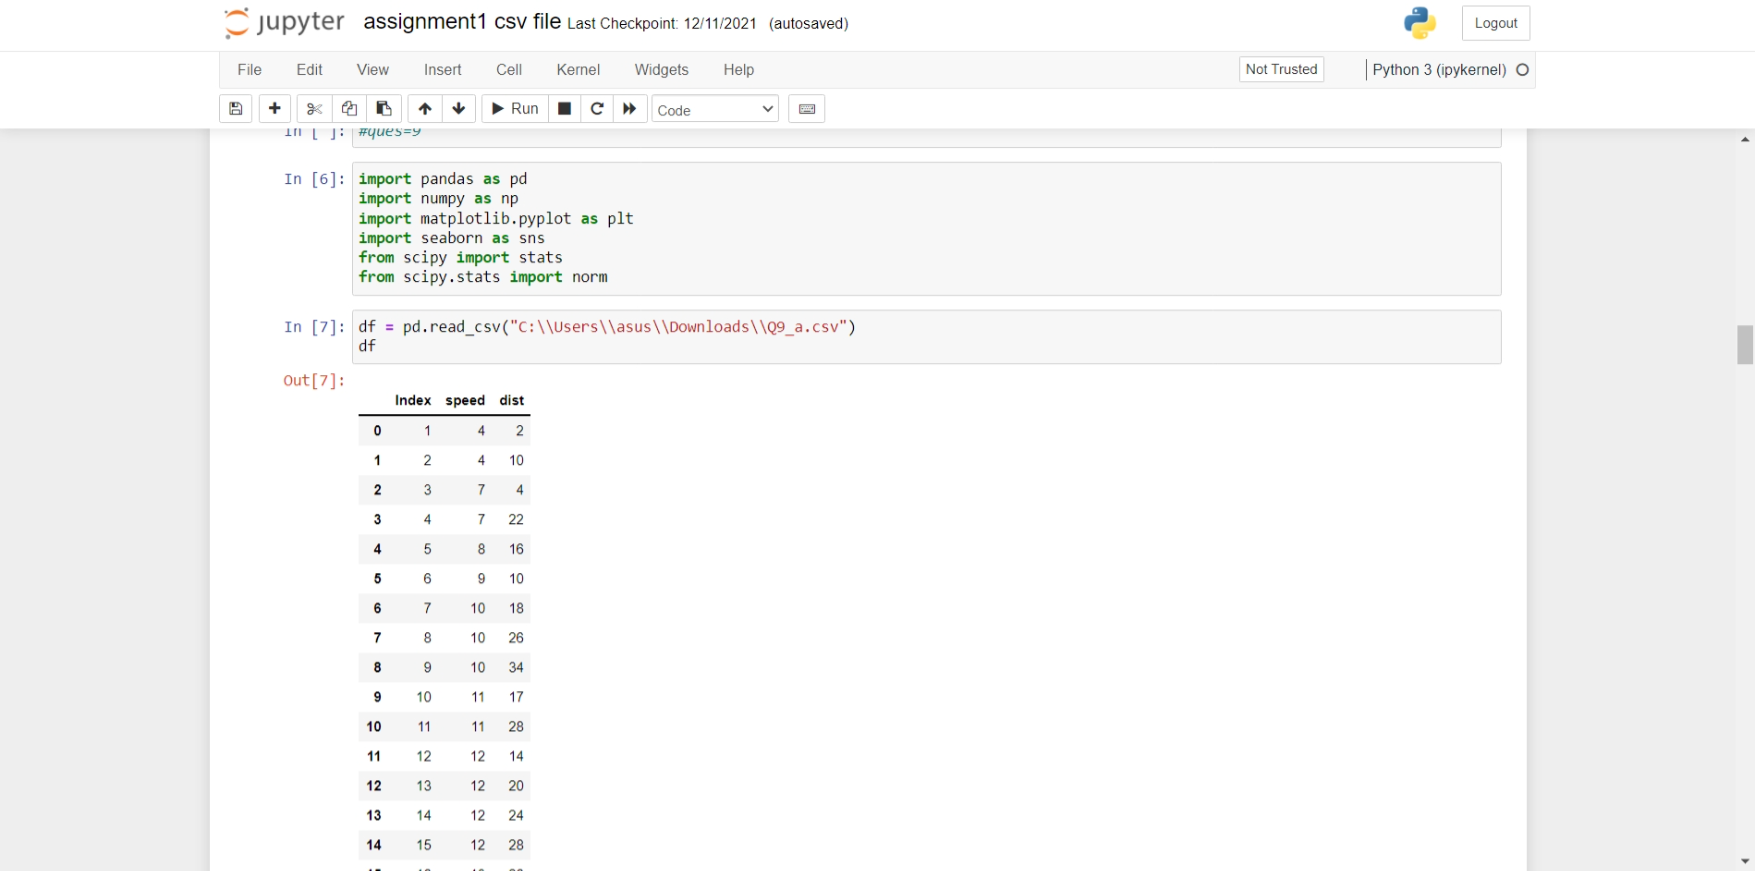 jupyter assignment1 csv file Last Checkpoint: 12/11/2021 (autosaved) Logout
File Edit View Insert Cell Kernel Widgets Help Not Trusted Python 3 (ipykernel)
Run Code
In [ ]: #ques=9
In [6]: import pandas as pd
import numpy as np
import matplotlib.pyplot as plt
import seaborn as sns
from scipy import stats
from scipy.stats import norm
In [7]: df = pd.read_csv("C:\\Users\\asus\\Downloads\\Q9_a.csv")
df
Out[7]:
Index speed dist
0 1 4 2
1 2 4 10
2 3 7 4
3 4 7 22
4 5 8 16
5 6 9 10
6 7 10 18
7 8 10 26
8 9 10 34
9 10 11 17
10 11 11 28
11 12 12 14
12 13 12 20
13 14 12 24
14 15 12 28